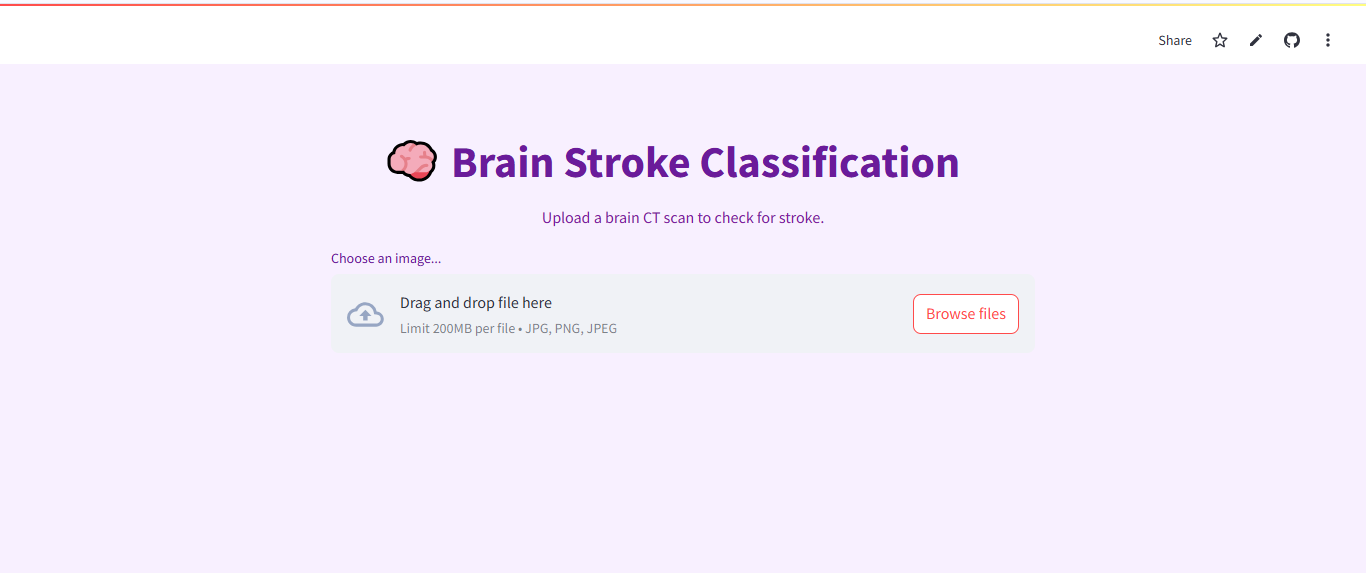 Share
Brain Stroke Classification
Upload a brain CT scan to check for stroke.
Choose an image...
Drag and drop file here
Limit 200MB per file • JPG, PNG, JPEG
Browse files